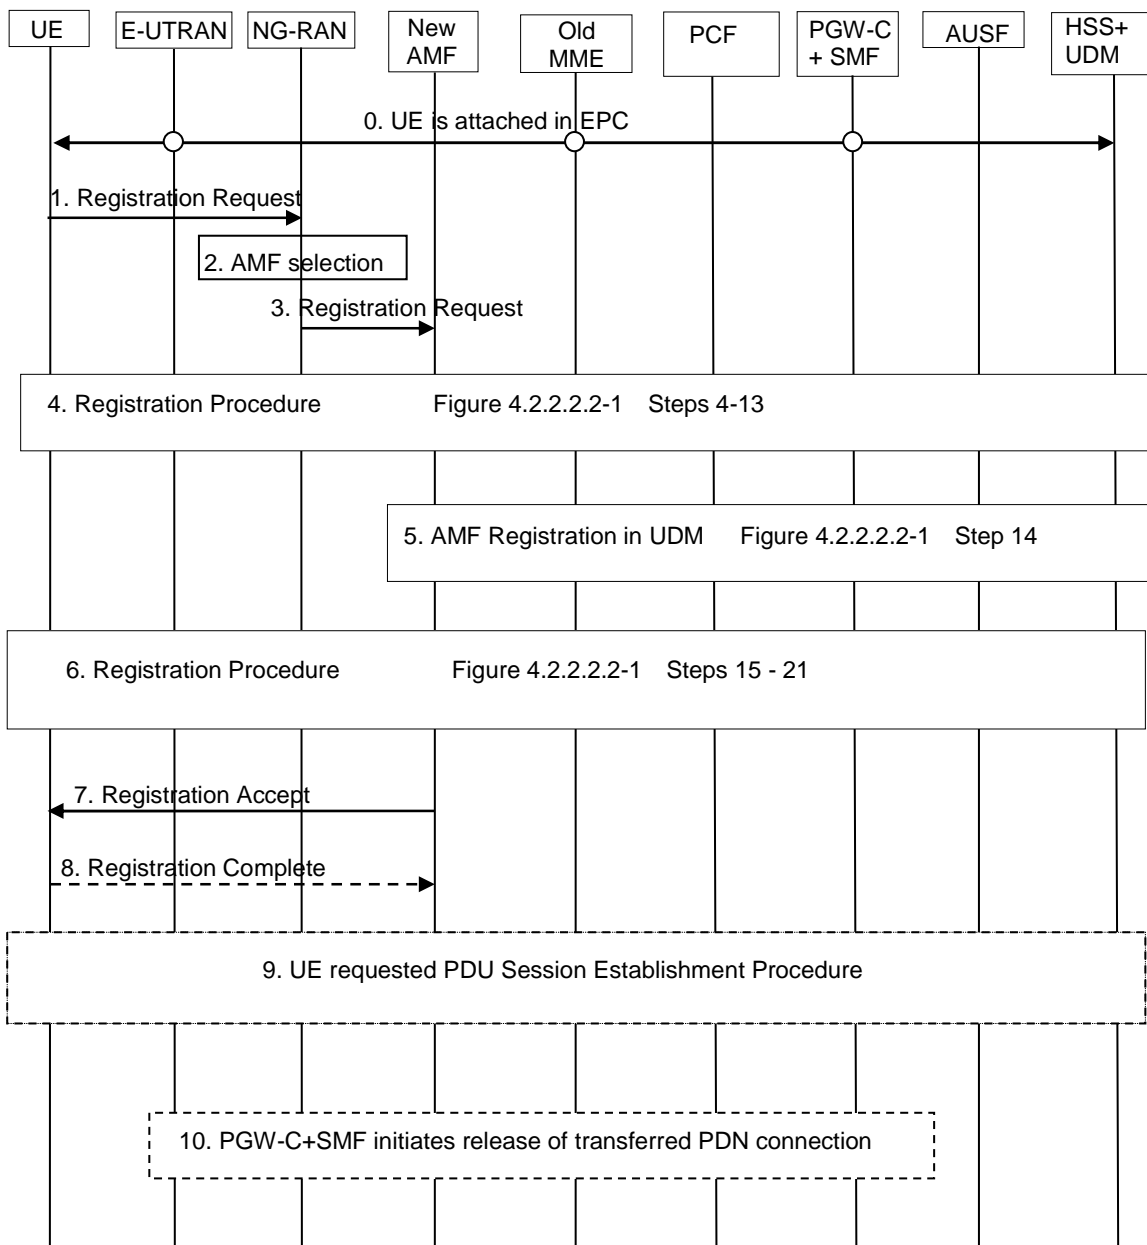 UE
E-UTRAN
NG-RAN
New
AMF
Old
MME
PCF
PGW-C
+ SMF
AUSF
HSS+
UDM
0. UE is attached in EPC
1. Registration Request
2. AMF selection
3. Registration Request
4. Registration Procedure Figure 4.2.2.2.2-1 Steps 4-13
5. AMF Registration in UDM Figure 4.2.2.2.2-1 Step 14
6. Registration Procedure Figure 4.2.2.2.2-1 Steps 15 - 21
7. Registration Accept
8. Registration Complete
9. UE requested PDU Session Establishment Procedure
10. PGW-C+SMF initiates release of transferred PDN connection